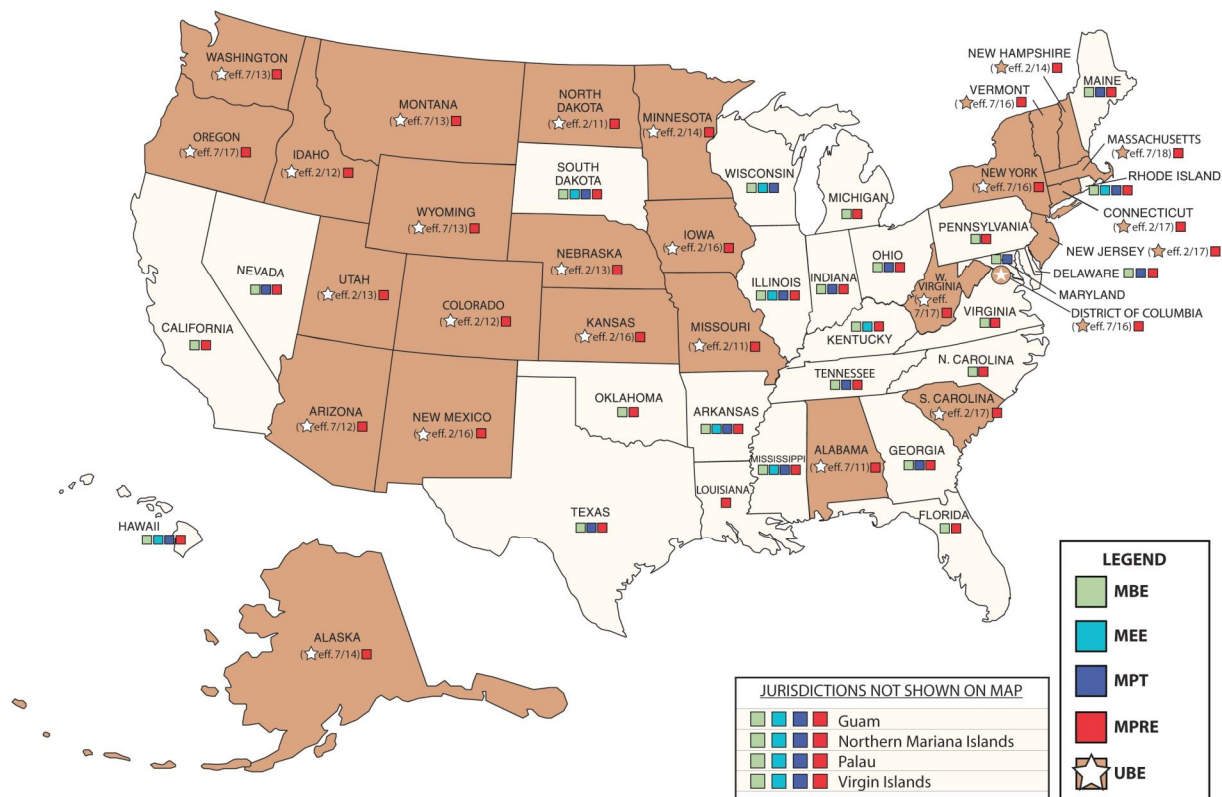 WASHINGTON
(eff. 7/13)
OREGON
(eff. 7/17)
IDAHO
(eff. 2/12)
MONTANA
(eff. 7/13)
NORTH
DAKOTA
(eff. 2/11)
MINNESOTA
(eff. 2/14)
SOUTH
DAKOTA
WISCONSIN
MICHIGAN
NEW HAMPSHIRE
(eff. 2/14)
VERMONT
(eff. 7/16)
MAINE
MASSACHUSETTS
(eff. 7/18)
RHODE ISLAND
NEW YORK
(eff. 7/16)
CONNECTICUT
(eff. 2/17)
NEW JERSEY (eff. 2/17)
PENNSYLVANIA
DELAWARE
MARYLAND
DISTRICT OF COLUMBIA
(eff. 7/16)
WYOMING
(eff. 7/13)
NEBRASKA
(eff. 2/13)
IOWA
(eff. 2/16)
ILLINOIS
INDIANA
OHIO
W.
VIRGINIA
(eff.
7/17)
VIRGINIA
NEVADA
UTAH
(eff. 2/13)
COLORADO
(eff. 2/12)
KANSAS
(eff. 2/16)
MISSOURI
(eff. 2/11)
KENTUCKY
CALIFORNIA
TENNESSEE
N. CAROLINA
ARIZONA
(eff. 7/12)
NEW MEXICO
(eff. 2/16)
OKLAHOMA
ARKANSAS
S. CAROLINA
(eff. 2/17)
MISSISSIPPI
ALABAMA
(eff. 7/11)
GEORGIA
TEXAS
LOUISIANA
FLORIDA
HAWAII
ALASKA
(eff. 7/14)
JURISDICTIONS NOT SHOWN ON MAP
Guam
Northern Mariana Islands
Palau
Virgin Islands
LEGEND
MBE
MEE
MPT
MPRE
UBE